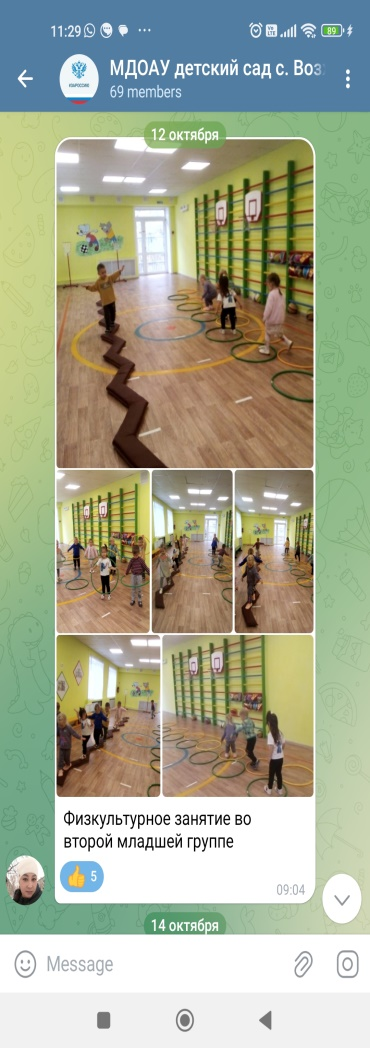 11:29
89
МДОАУ детский сад с. Воз
69 members
12 октября
Физкультурное занятие во
второй младшей группе
👍 5
09:04
14 октября
Message